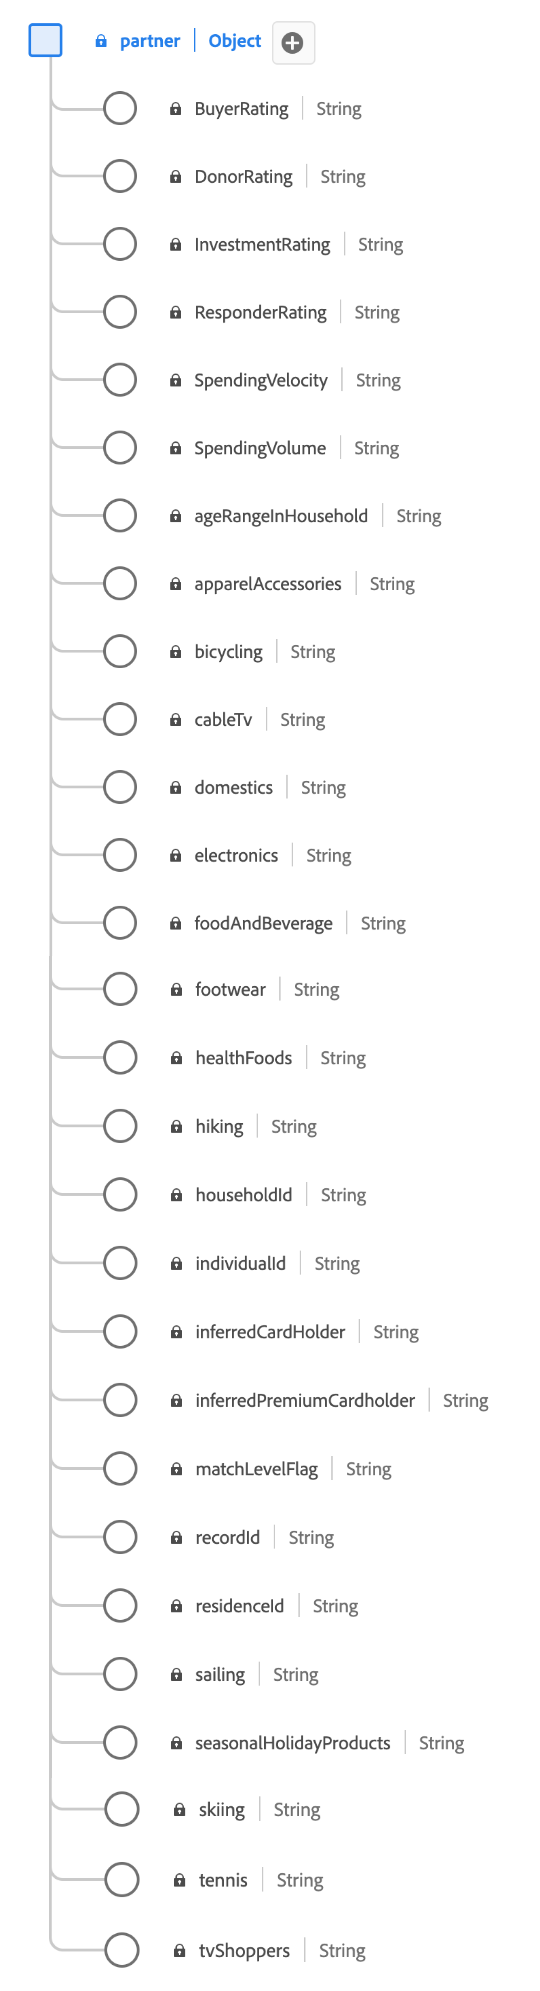 partner | Object
BuyerRating | String
DonorRating | String
InvestmentRating | String
ResponderRating | String
SpendingVelocity | String
SpendingVolume | String
ageRangeInHousehold | String
apparelAccessories | String
bicycling | String
cableTv | String
domestics | String
electronics | String
foodAndBeverage | String
footwear | String
healthFoods | String
hiking | String
householdId | String
individualId | String
inferredCardHolder | String
inferredPremiumCardholder | String
matchLevelFlag | String
recordId | String
residenceId | String
sailing | String
seasonalHolidayProducts | String
skiing | String
tennis | String
tvShoppers | String